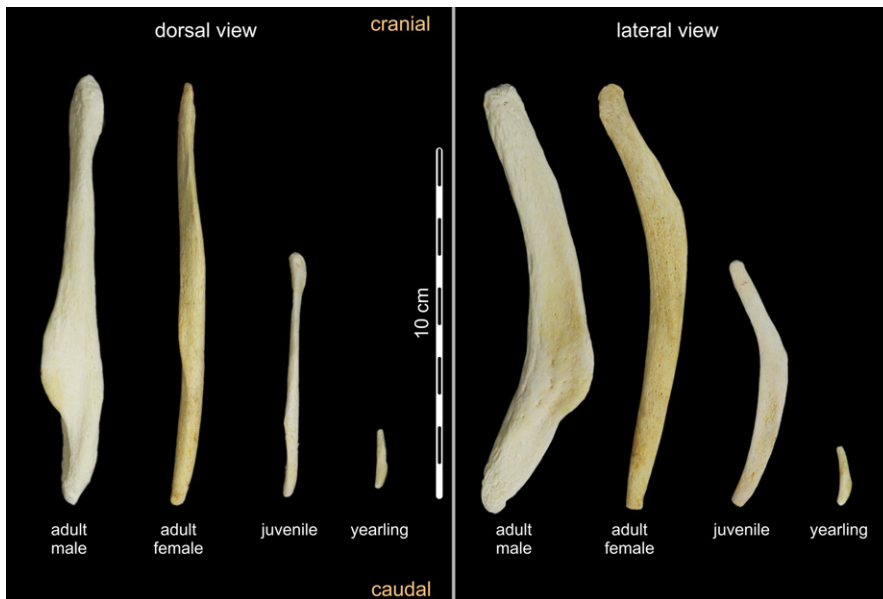 dorsal view
cranial
10 cm
adult
male
adult
female
juvenile
yearling
caudal
lateral view
adult
male
adult
female
juvenile
yearling